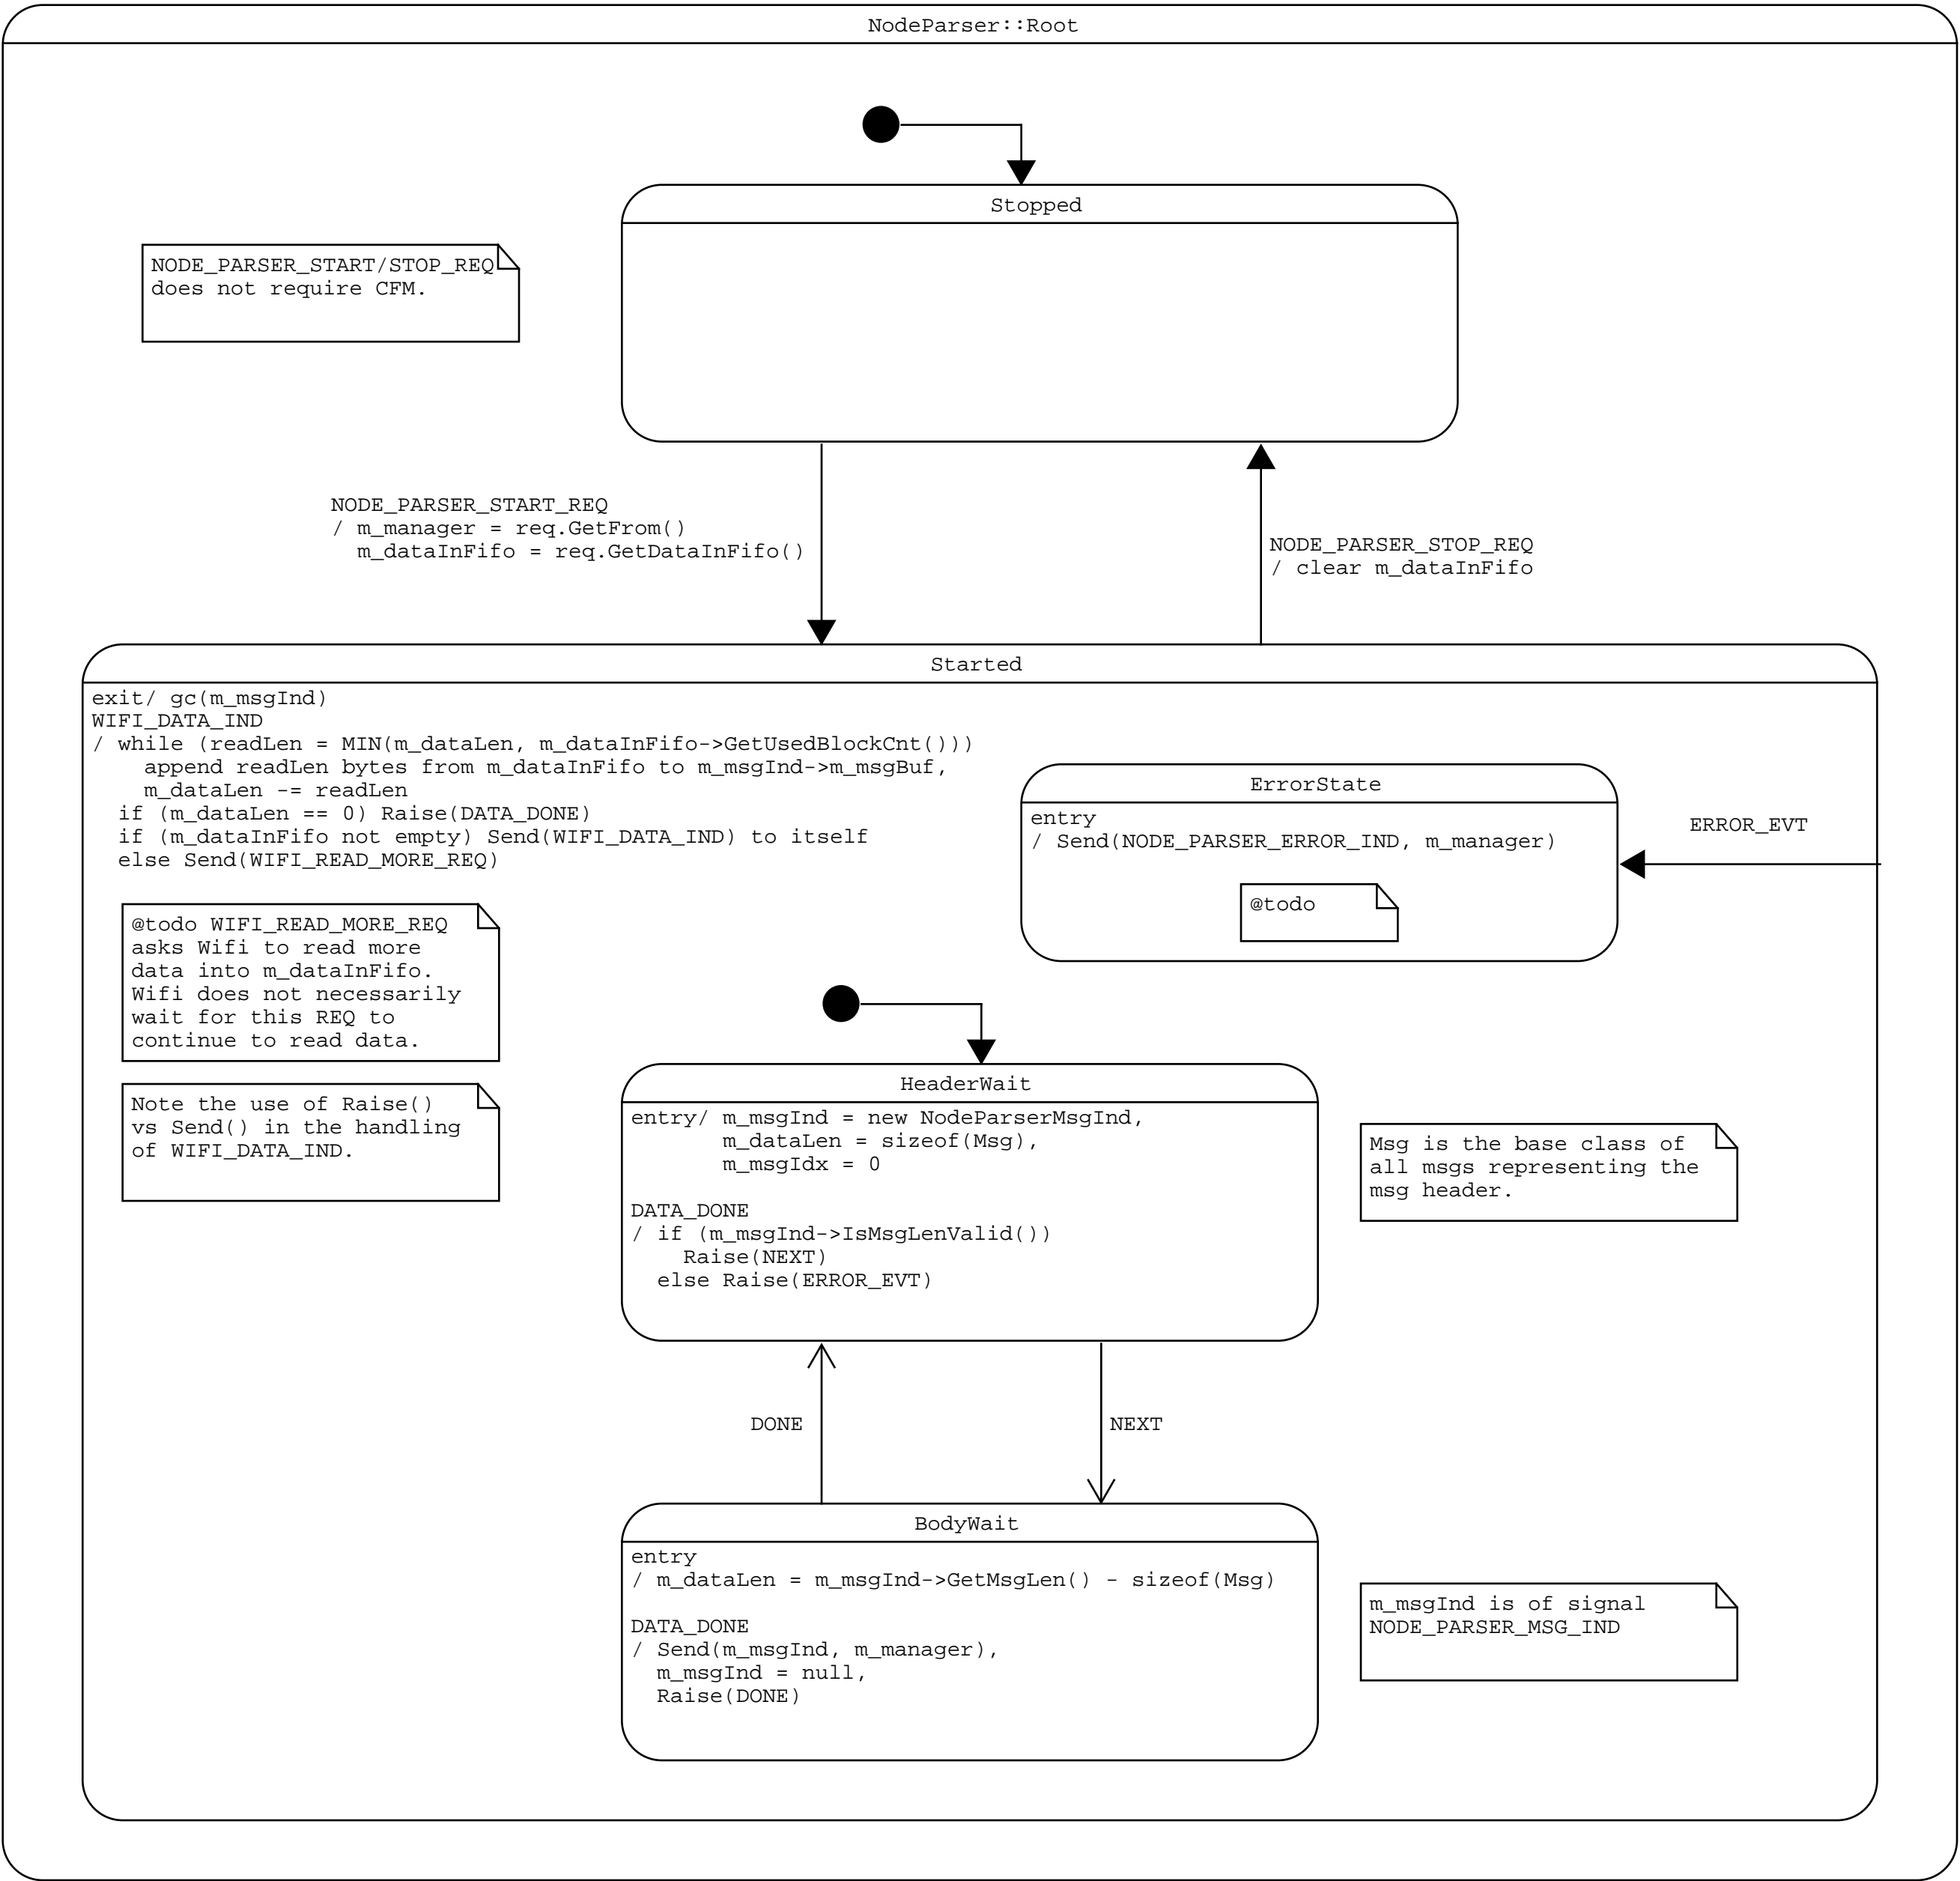 NodeParser::Root
Stopped
NODE_PARSER_START/STOP_REQ
does not require CFM.
NODE_PARSER_START_REQ
/ m_manager = req.GetFrom()
  m_dataInFifo = req.GetDataInFifo()
NODE_PARSER_STOP_REQ
/ clear m_dataInFifo
Started
exit/ gc(m_msgInd)
WIFI_DATA_IND
/ while (readLen = MIN(m_dataLen, m_dataInFifo->GetUsedBlockCnt()))
    append readLen bytes from m_dataInFifo to m_msgInd->m_msgBuf,
    m_dataLen -= readLen
  if (m_dataLen == 0) Raise(DATA_DONE)
  if (m_dataInFifo not empty) Send(WIFI_DATA_IND) to itself
  else Send(WIFI_READ_MORE_REQ)
ErrorState
entry
/ Send(NODE_PARSER_ERROR_IND, m_manager)
@todo
ERROR_EVT
@todo WIFI_READ_MORE_REQ
asks Wifi to read more
data into m_dataInFifo.
Wifi does not necessarily
wait for this REQ to
continue to read data.
Note the use of Raise()
vs Send() in the handling
of WIFI_DATA_IND.
HeaderWait
entry/ m_msgInd = new NodeParserMsgInd,
       m_dataLen = sizeof(Msg),
       m_msgIdx = 0
DATA_DONE
/ if (m_msgInd->IsMsgLenValid())
    Raise(NEXT)
  else Raise(ERROR_EVT)
Msg is the base class of
all msgs representing the
msg header.
DONE
NEXT
BodyWait
entry
/ m_dataLen = m_msgInd->GetMsgLen() - sizeof(Msg)
DATA_DONE
/ Send(m_msgInd, m_manager),
  m_msgInd = null,
  Raise(DONE)
m_msgInd is of signal
NODE_PARSER_MSG_IND